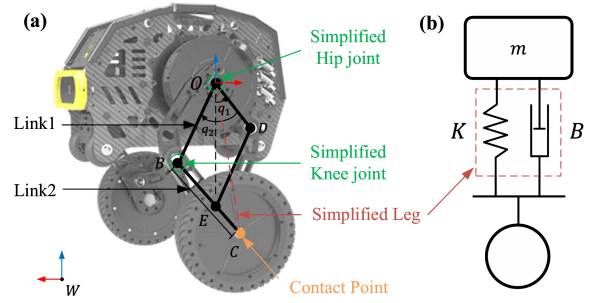 (a)
(b)
Simplified
Hip joint
m
O
q₁
Link1
q₂
D
K
B
B
Simplified
Knee joint
Link2
Simplified Leg
E
C
Contact Point
W